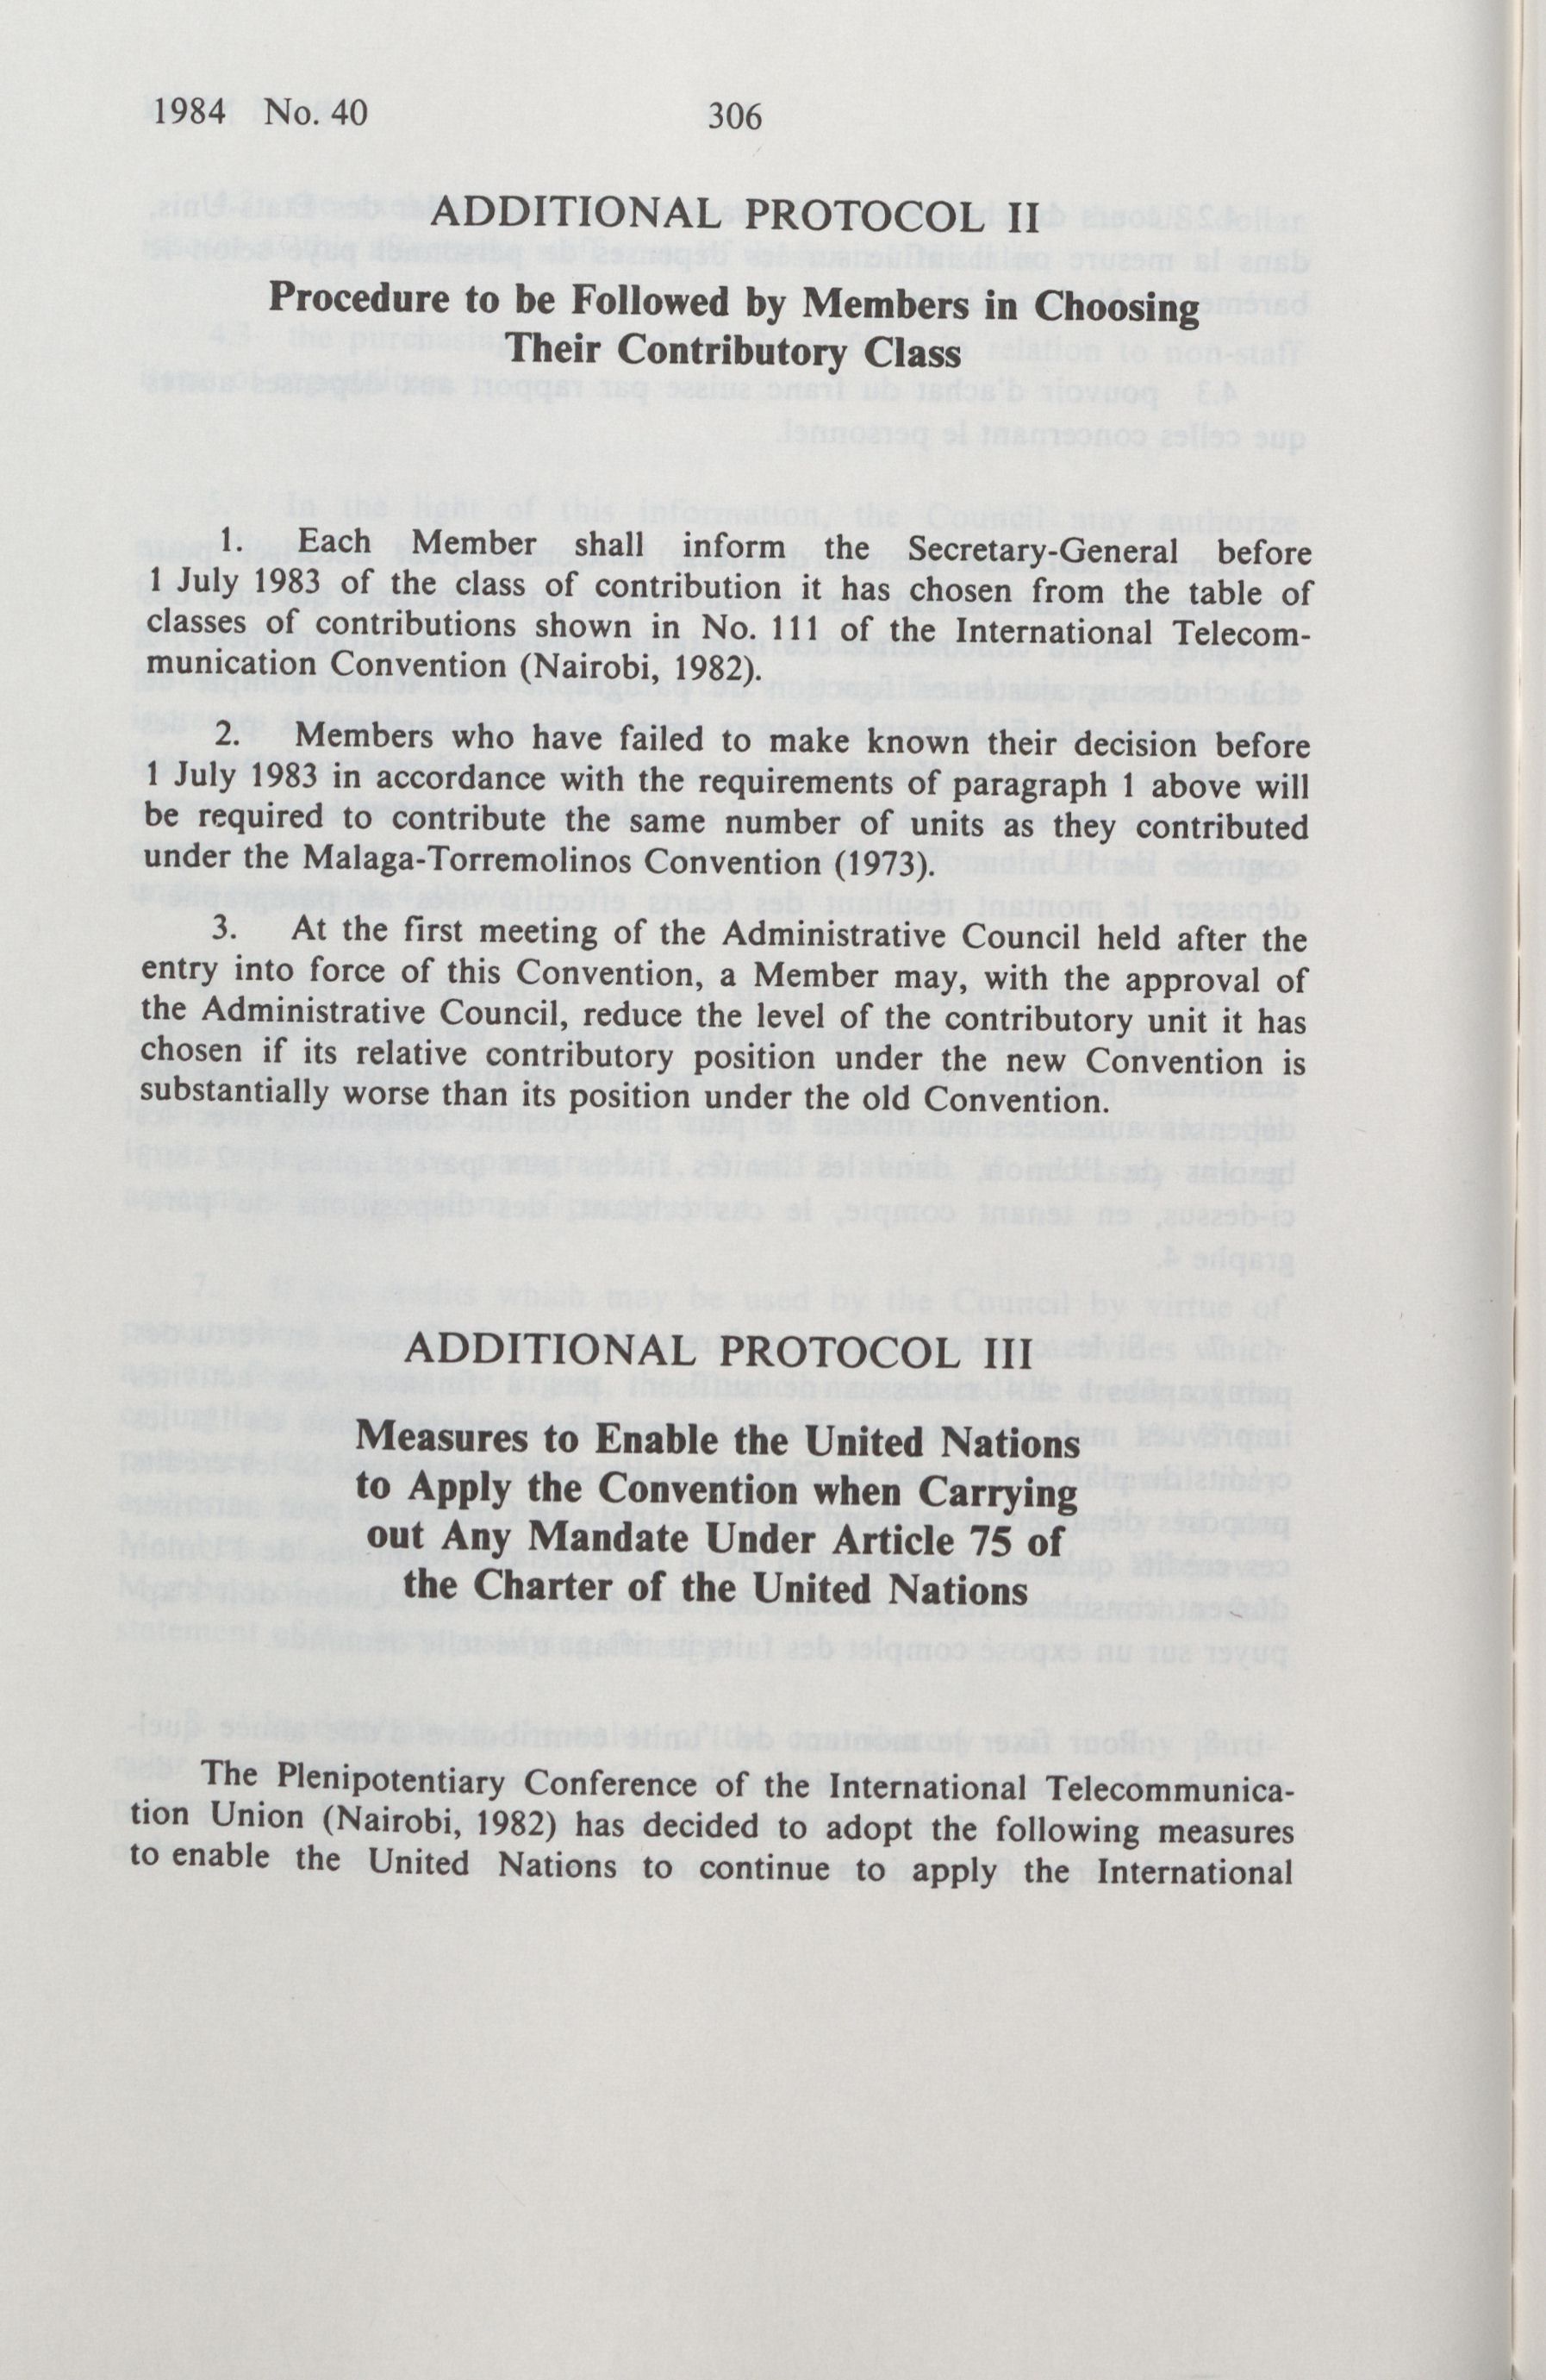 1984 No. 40
306
ADDITIONAL PROTOCOL II
Procedure to be Followed by Members in Choosing
Their Contributory Class
1. Each Member shall inform the Secretary-General before
1 July 1983 of the class of contribution it has chosen from the table of
classes of contributions shown in No. 111 of the International Telecom-
munication Convention (Nairobi, 1982).
2. Members who have failed to make known their decision before
1 July 1983 in accordance with the requirements of paragraph 1 above will
be required to contribute the same number of units as they contributed
under the Malaga-Torremolinos Convention (1973).
3. At the first meeting of the Administrative Council held after the
entry into force of this Convention, a Member may, with the approval of
the Administrative Council, reduce the level of the contributory unit it has
chosen if its relative contributory position under the new Convention is
substantially worse than its position under the old Convention.
ADDITIONAL PROTOCOL III
Measures to Enable the United Nations
to Apply the Convention when Carrying
out Any Mandate Under Article 75 of
the Charter of the United Nations
The Plenipotentiary Conference of the International Telecommunica-
tion Union (Nairobi, 1982) has decided to adopt the following measures
to enable the United Nations to continue to apply the International